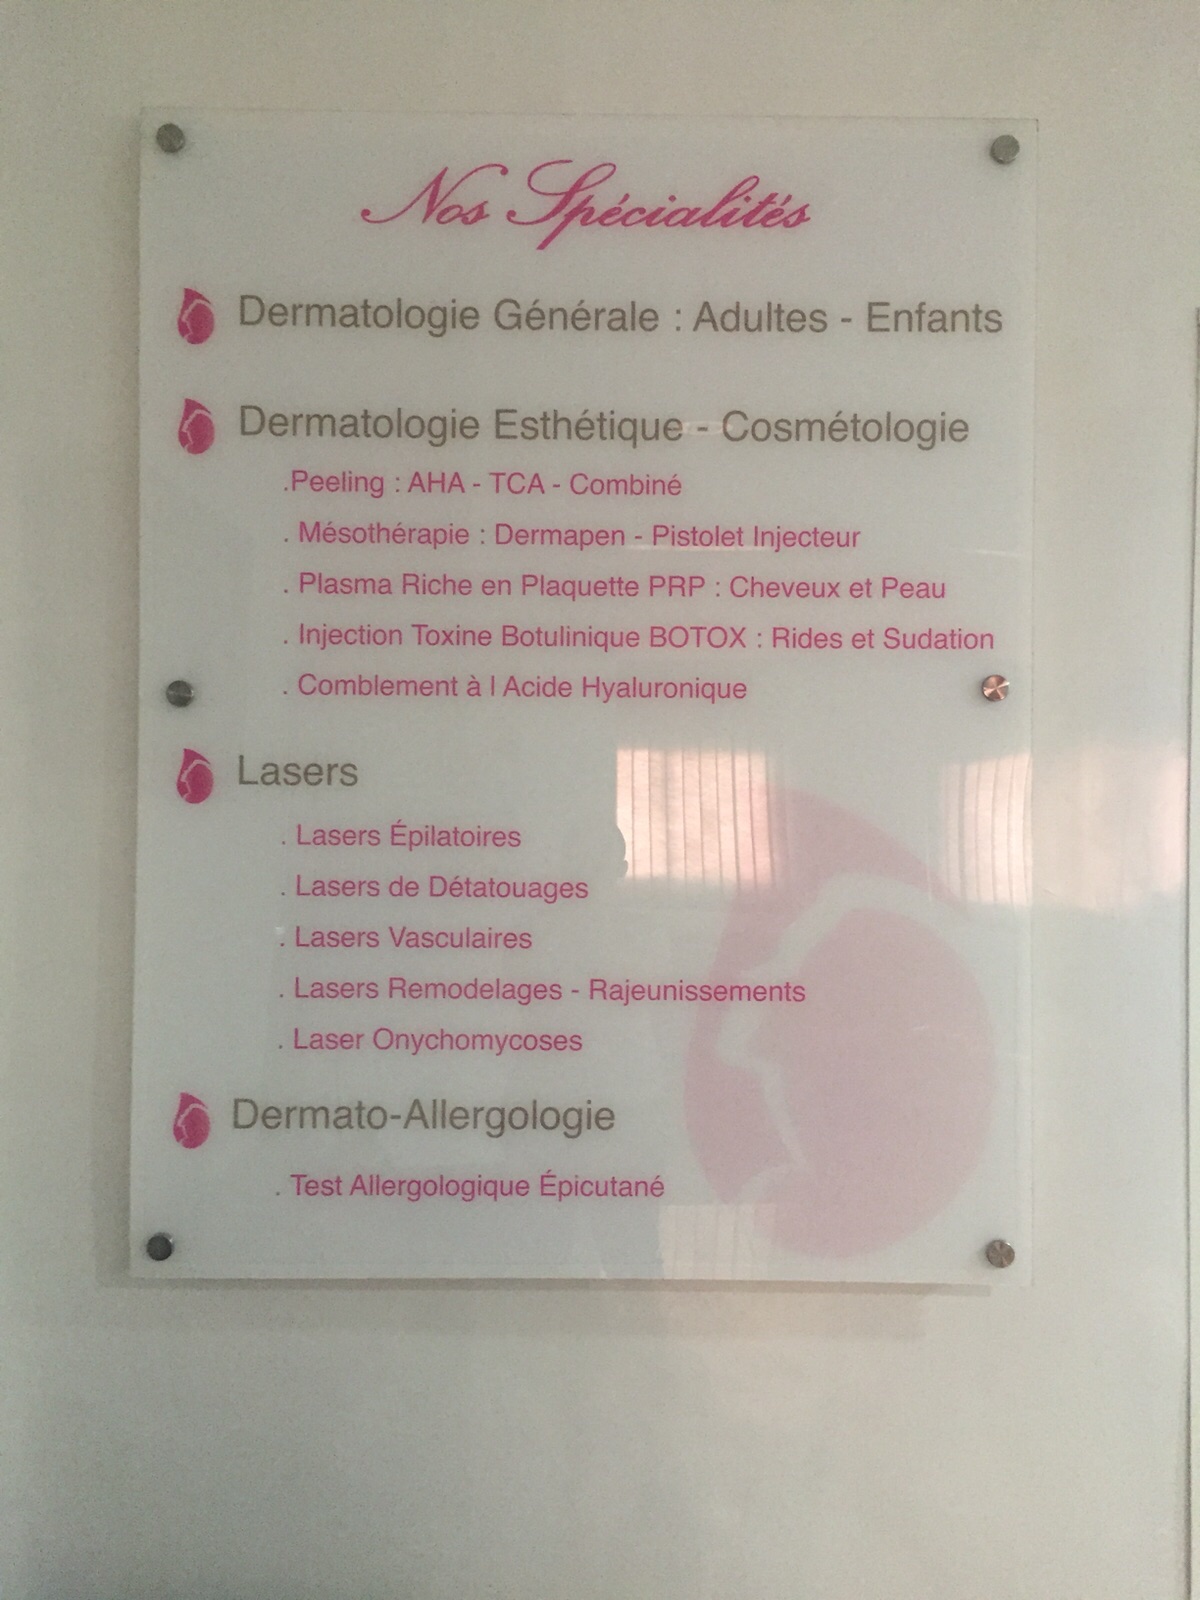 Nos Spécialités
Dermatologie Générale : Adultes - Enfants
Dermatologie Esthétique - Cosmétologie
.Peeling : AHA - TCA - Combiné
. Mésothérapie : Dermapen - Pistolet Injecteur
. Plasma Riche en Plaquette PRP : Cheveux et Peau
. Injection Toxine Botulinique BOTOX : Rides et Sudation
. Comblement à l Acide Hyaluronique
Lasers
. Lasers Épilatoires
. Lasers de Détatouages
. Lasers Vasculaires
. Lasers Remodelages - Rajeunissements
. Laser Onychomycoses
Dermato-Allergologie
. Test Allergologique Épicutané